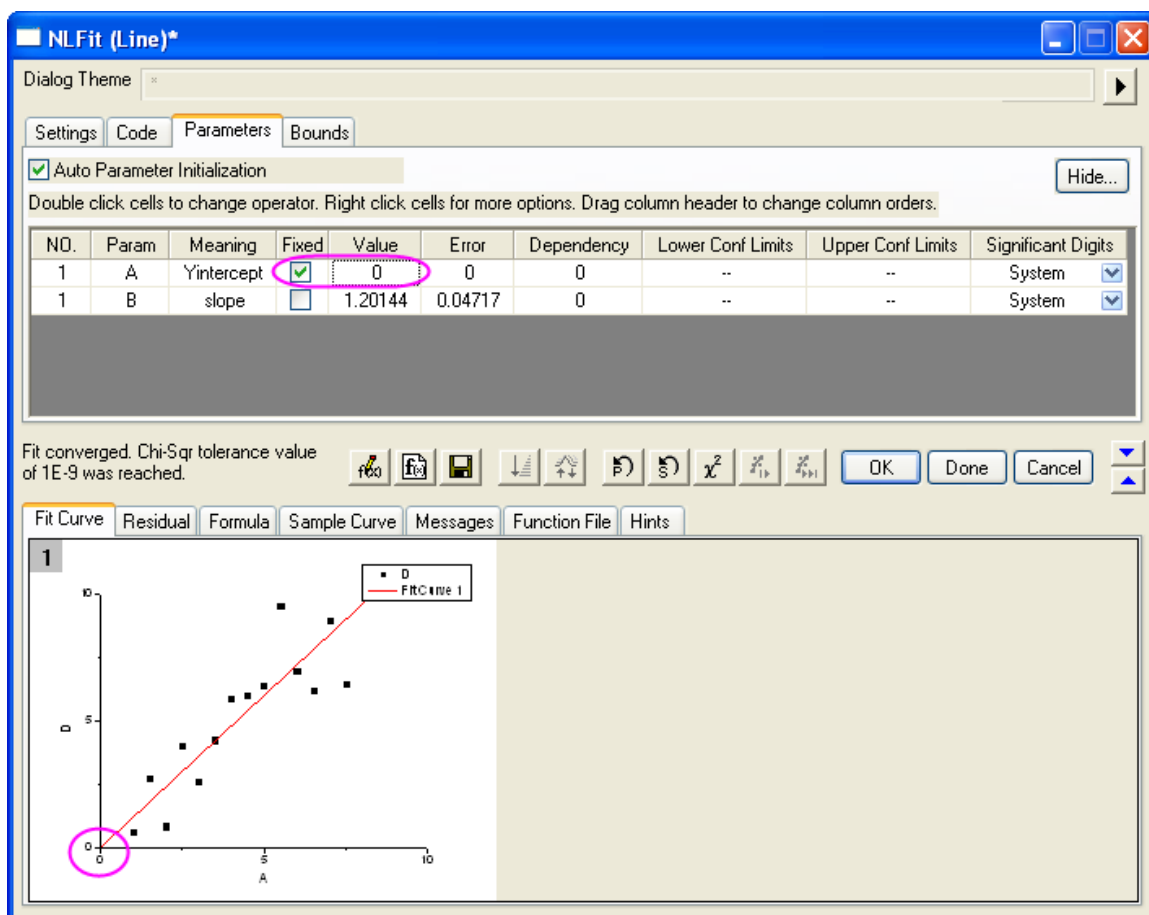 NLFit (Line)*
Dialog Theme *
Settings Code Parameters Bounds
Auto Parameter Initialization
Hide...
Double click cells to change operator. Right click cells for more options. Drag column header to change column orders.
NO. Param Meaning Fixed Value Error Dependency Lower Conf Limits Upper Conf Limits Significant Digits
1 A Yintercept 0 0 0 -- -- System
1 B slope 1.20144 0.04717 0 -- -- System
Fit converged. Chi-Sqr tolerance value
of 1E-9 was reached.
f(x) f(x) P S χ² OK Done Cancel
Fit Curve Residual Formula Sample Curve Messages Function File Hints
1
D
FitCurve 1
10
5
D
0
0 5 10
A